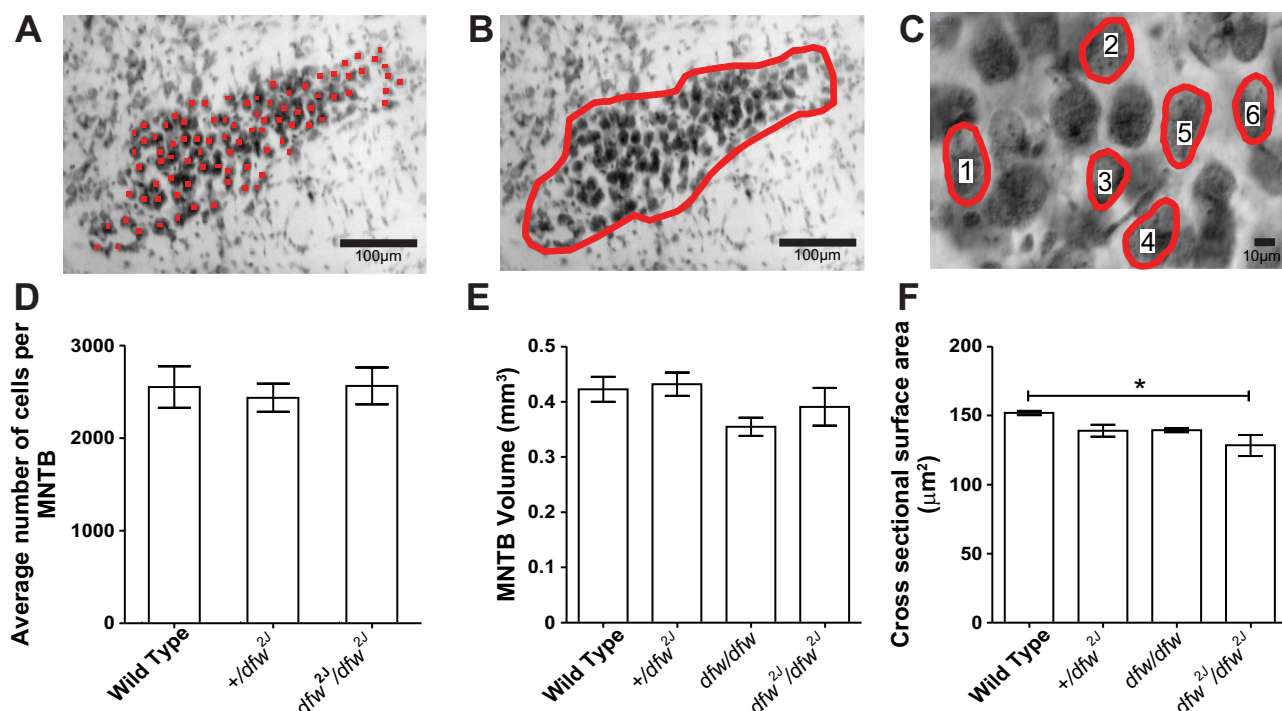 A
100µm
B
100µm
C
1
2
3
4
5
6
10µm
D
Average number of cells per
MNTB
3000
2000
1000
0
Wild Type
+/dfw2J
dfw2J/dfw2J
E
MNTB Volume (mm3)
0.5
0.4
0.3
0.2
0.1
0
Wild Type
+/dfw2J
dfw/dfw
dfw2J/dfw2J
F
Cross sectional surface area
(µm2)
200
150
100
50
0
*
Wild Type
+/dfw2J
dfw/dfw
dfw2J/dfw2J